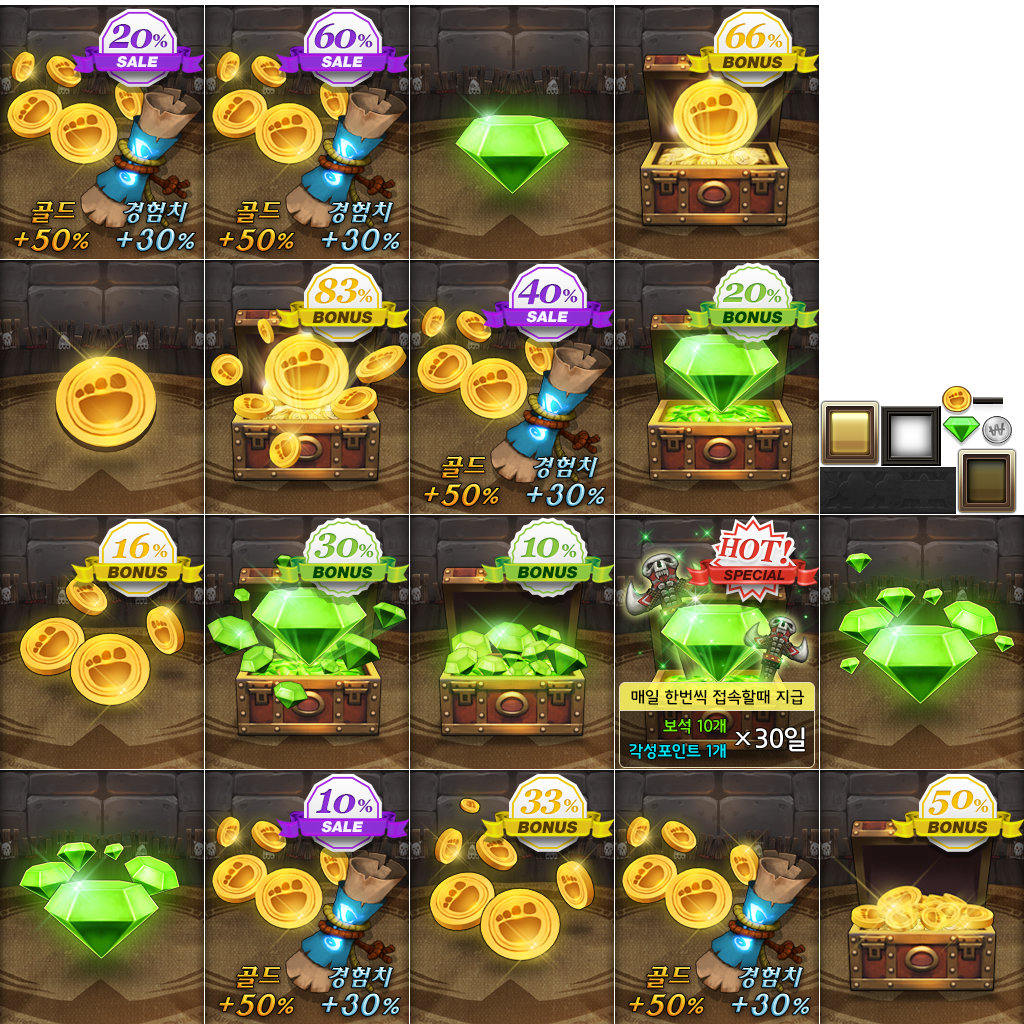 20%
SALE
골드 경험치
+50% +30%
60%
SALE
골드 경험치
+50% +30%
66%
BONUS
83%
BONUS
40%
SALE
골드 경험치
+50% +30%
20%
BONUS
₩
16%
BONUS
30%
BONUS
10%
BONUS
HOT!
SPECIAL
매일 한번씩 접속할때 지급
보석 10개
각성포인트 1개
×30일
10%
SALE
골드 경험치
+50% +30%
33%
BONUS
골드 경험치
+50% +30%
50%
BONUS